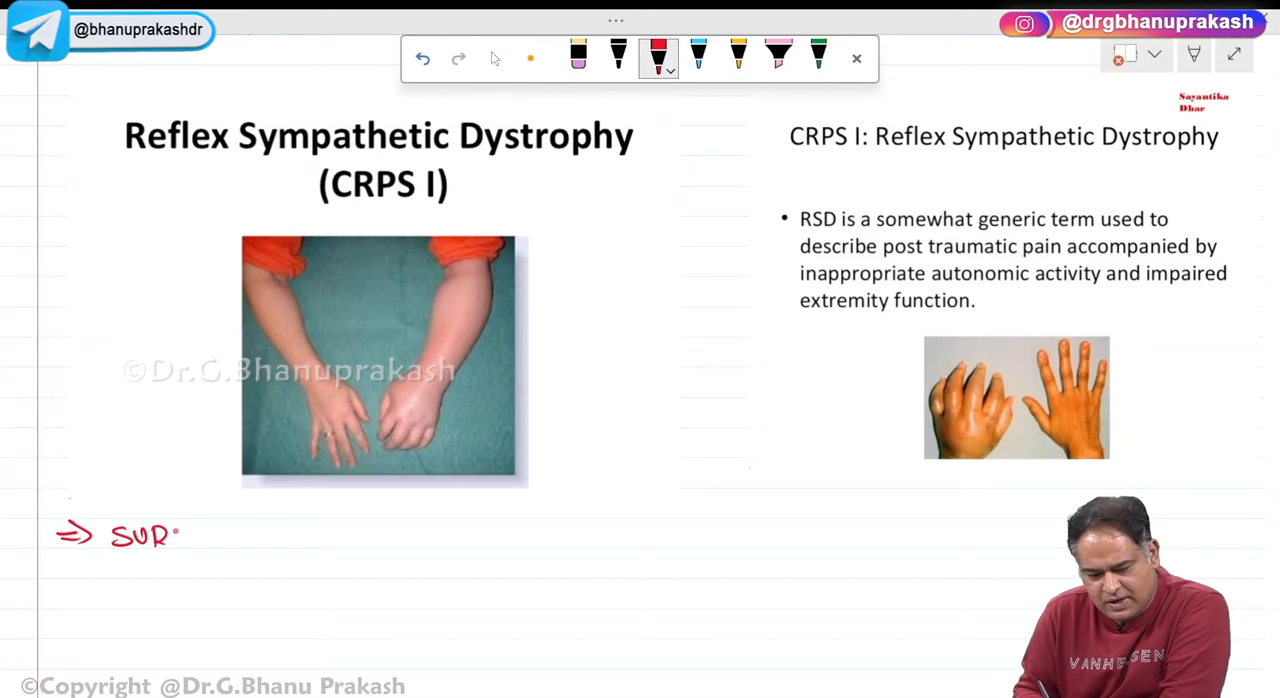 @bhanuprakashdr
@drgbhanuprakash
Sayantika
Dhar
Reflex Sympathetic Dystrophy
(CRPS I)
©Dr.G.Bhanuprakash
CRPS I: Reflex Sympathetic Dystrophy
• RSD is a somewhat generic term used to
describe post traumatic pain accompanied by
inappropriate autonomic activity and impaired
extremity function.
⇒ SUR
©Copyright @Dr.G.Bhanu Prakash